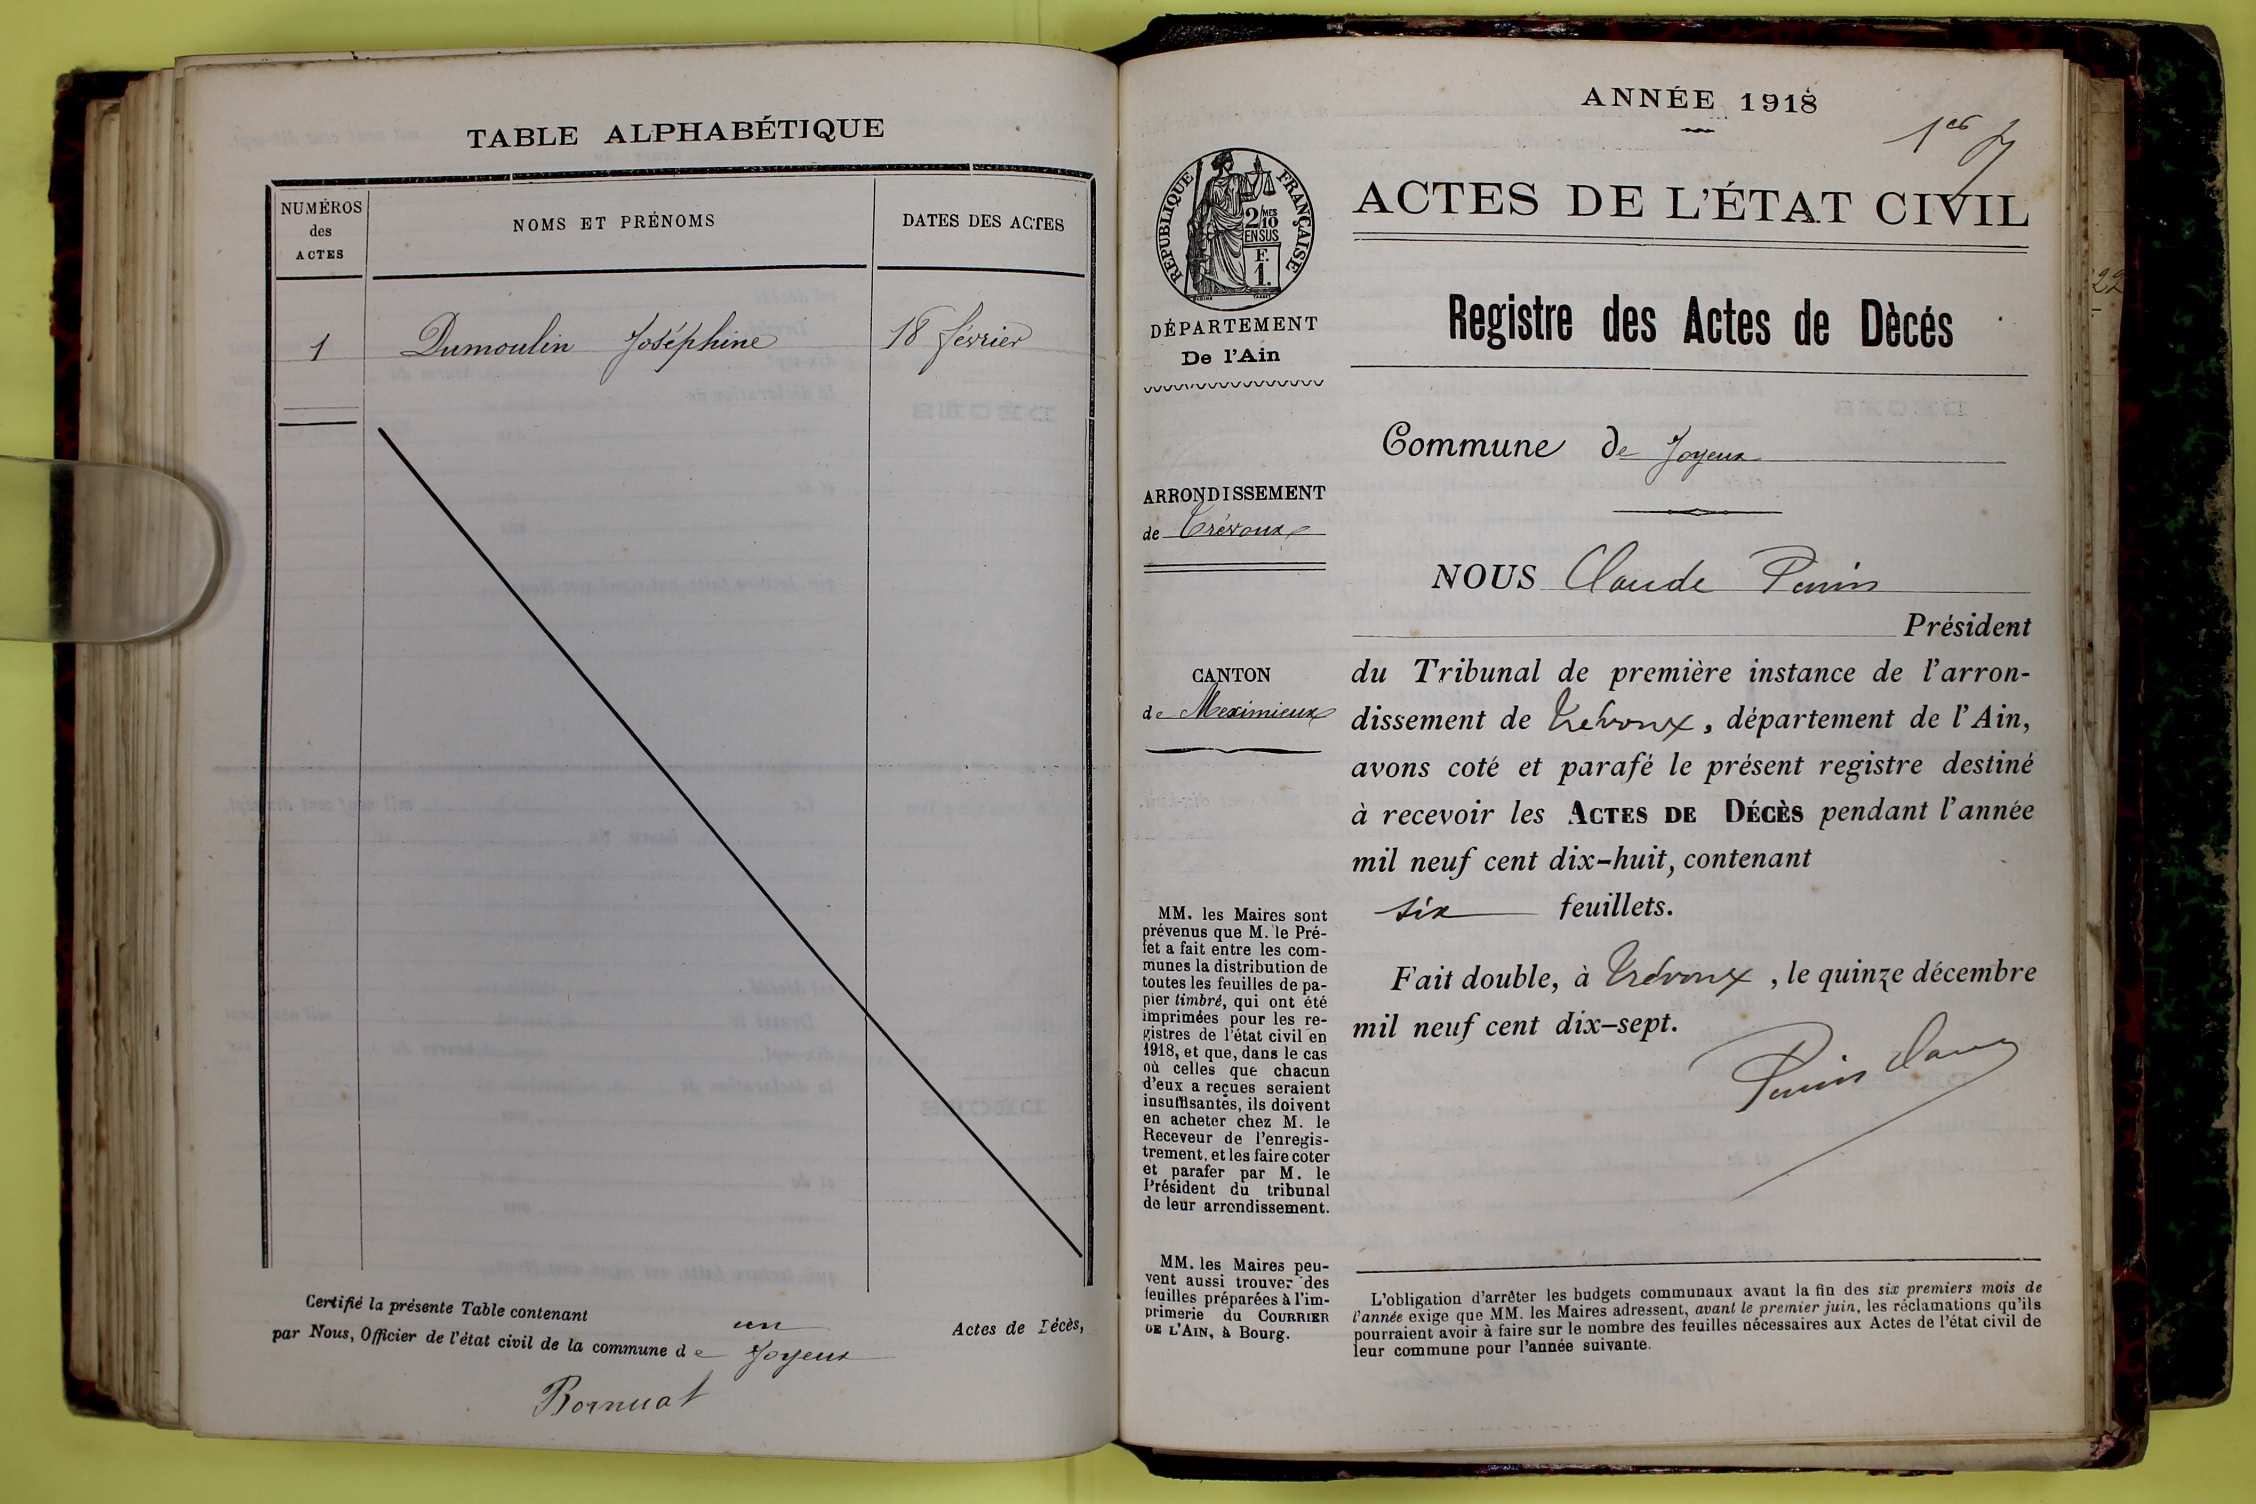 TABLE ALPHABÉTIQUE
NUMÉROS
des
ACTES
NOMS ET PRÉNOMS
DATES DES ACTES
1 Dumoulin Joséphine 18 février
Certifié la présente Table contenant un Actes de Décès,
par Nous, Officier de l'état civil de la commune de Joyeux
Bornuat
ANNÉE 1918
1er
RÉPUBLIQUE FRANÇAISE
2/10 MES
EN SUS
F.
1.
DÉPARTEMENT
De l'Ain
ARRONDISSEMENT
de Trévoux
CANTON
de Meximieux
MM. les Maires sont
prévenus que M. le Pré-
fet a fait entre les com-
munes la distribution de
toutes les feuilles de pa-
pier timbré, qui ont été
imprimées pour les re-
gistres de l'état civil en
1918, et que, dans le cas
où celles que chacun
d'eux a reçues seraient
insuffisantes, ils doivent
en acheter chez M. le
Receveur de l'enregis-
trement, et les faire coter
et parafer par M. le
Président du tribunal
de leur arrondissement.
MM. les Maires peu-
vent aussi trouver des
feuilles préparées à l'im-
primerie du COURRIER
DE L'AIN, à Bourg.
ACTES DE L'ÉTAT CIVIL
Registre des Actes de Dècés
Commune de Joyeux
NOUS Claude
Président
du Tribunal de première instance de l'arron-
dissement de Trévoux, département de l'Ain,
avons coté et parafé le présent registre destiné
à recevoir les ACTES DE DÉCÈS pendant l'année
mil neuf cent dix-huit, contenant
six feuillets.
Fait double, à Trévoux, le quinze décembre
mil neuf cent dix-sept.
L'obligation d'arrêter les budgets communaux avant la fin des six premiers mois de
l'année exige que MM. les Maires adressent, avant le premier juin, les réclamations qu'ils
pourraient avoir à faire sur le nombre des feuilles nécessaires aux Actes de l'état civil de
leur commune pour l'année suivante.
22